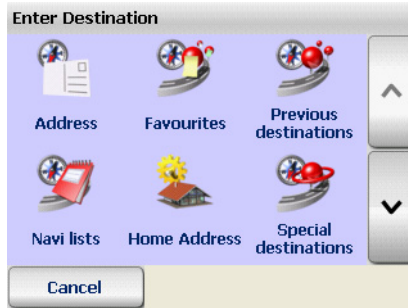 Enter Destination
Address
Favourites
Previous
destinations
Navi lists
Home Address
Special
destinations
Cancel